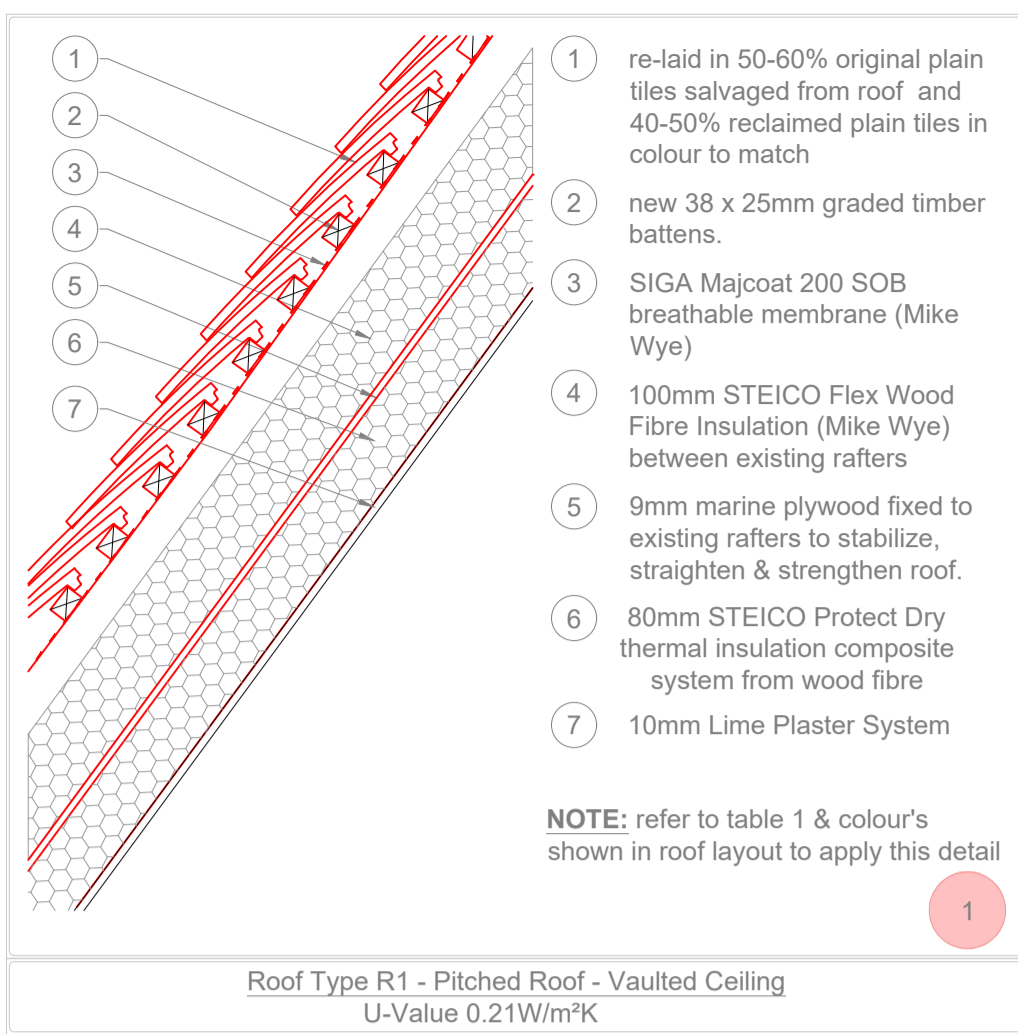 1
2
3
4
5
6
7
1 re-laid in 50-60% original plain
tiles salvaged from roof and
40-50% reclaimed plain tiles in
colour to match
2 new 38 x 25mm graded timber
battens.
3 SIGA Majcoat 200 SOB
breathable membrane (Mike
Wye)
4 100mm STEICO Flex Wood
Fibre Insulation (Mike Wye)
between existing rafters
5 9mm marine plywood fixed to
existing rafters to stabilize,
straighten & strengthen roof.
6 80mm STEICO Protect Dry
thermal insulation composite
system from wood fibre
7 10mm Lime Plaster System
NOTE: refer to table 1 & colour's
shown in roof layout to apply this detail
1
Roof Type R1 - Pitched Roof - Vaulted Ceiling
U-Value 0.21W/m²K